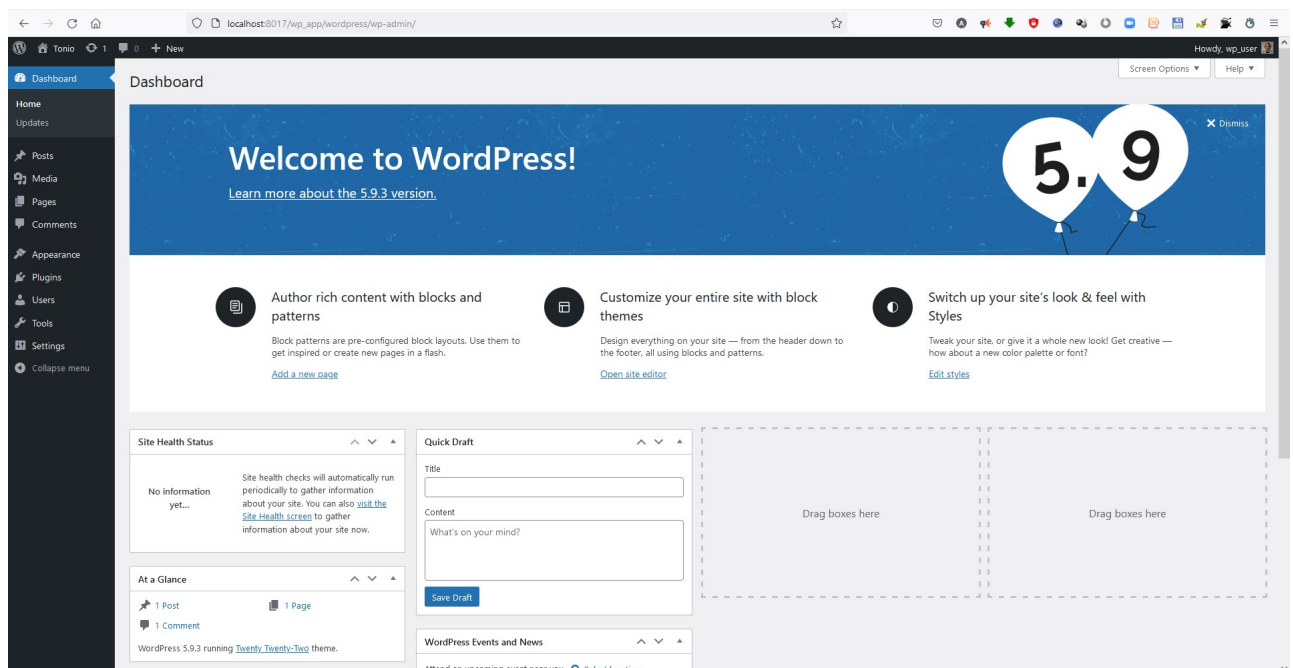 localhost:8017/wp_app/wordpress/wp-admin/
Tonio 1 0 + New
Howdy, wp_user
Screen Options ▼ Help ▼
Dashboard
Home
Updates
Posts
Media
Pages
Comments
Appearance
Plugins
Users
Tools
Settings
Collapse menu
Dashboard
Welcome to WordPress!
Learn more about the 5.9.3 version.
5.9
Dismiss
Author rich content with blocks and
patterns
Block patterns are pre-configured block layouts. Use them to
get inspired or create new pages in a flash.
Add a new page
Customize your entire site with block
themes
Design everything on your site — from the header down to
the footer, all using blocks and patterns.
Open site editor
Switch up your site’s look & feel with
Styles
Tweak your site, or give it a whole new look! Get creative —
how about a new color palette or font?
Edit styles
Site Health Status
No information
yet...
Site health checks will automatically run
periodically to gather information
about your site. You can also visit the
Site Health screen to gather
information about your site now.
At a Glance
1 Post 1 Page
1 Comment
WordPress 5.9.3 running Twenty Twenty-Two theme.
Quick Draft
Title
Content
What’s on your mind?
Save Draft
WordPress Events and News
Drag boxes here
Drag boxes here